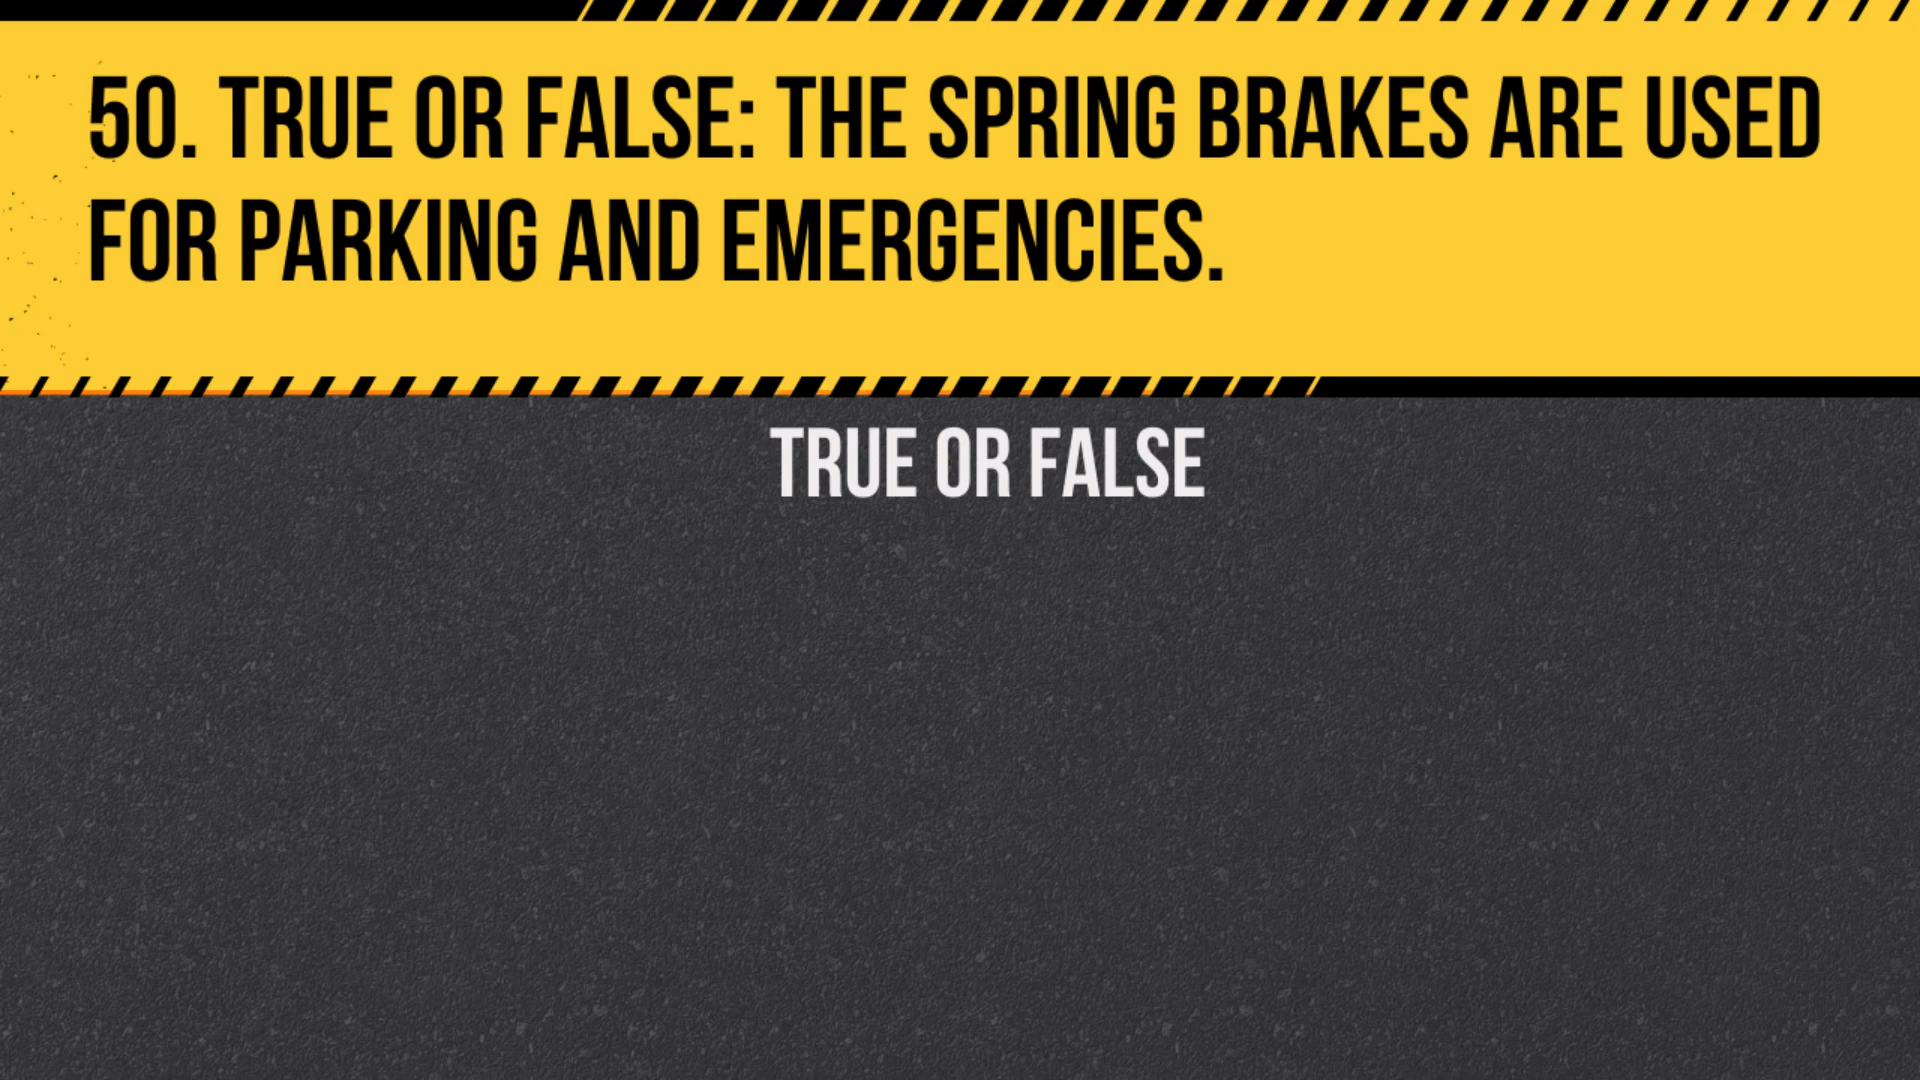 50. TRUE OR FALSE: THE SPRING BRAKES ARE USED
FOR PARKING AND EMERGENCIES.
TRUE OR FALSE